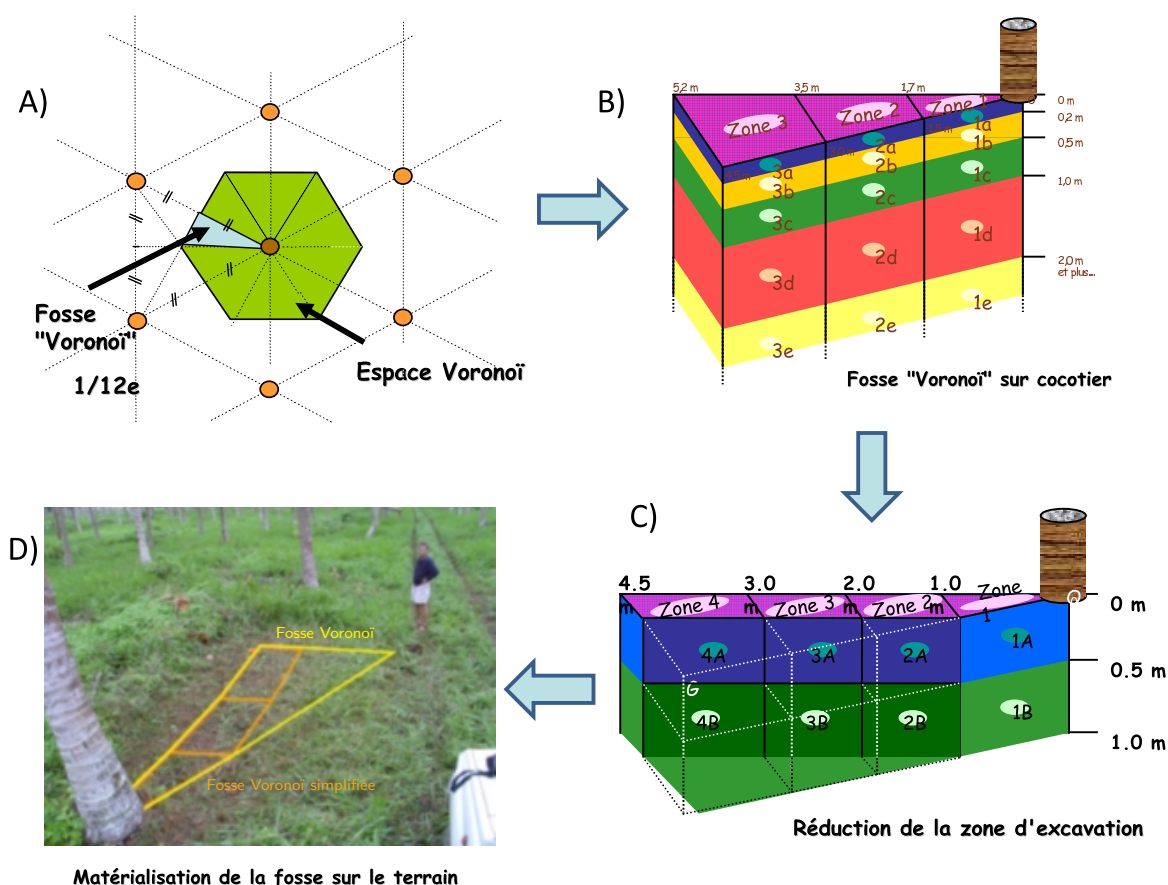 A)
Fosse
"Voronoï"
1/12e
Espace Voronoï
B)
5,2 m
3,5 m
1,7 m
Zone 3
Zone 2
Zone 1
0 m
0,2 m
0,5 m
1,0 m
2,0 m
et plus...
1a
1b
1c
1d
1e
2a
2b
2c
2d
2e
3a
3b
3c
3d
3e
Fosse "Voronoï" sur cocotier
C)
4.5 m
3.0 m
2.0 m
1.0 m
Zone 4
Zone 3
Zone 2
Zone 1
0 m
0.5 m
1.0 m
4A
3A
2A
1A
G
4B
3B
2B
1B
Réduction de la zone d'excavation
D)
Fosse Voronoï
Fosse Voronoï simplifiée
Matérialisation de la fosse sur le terrain